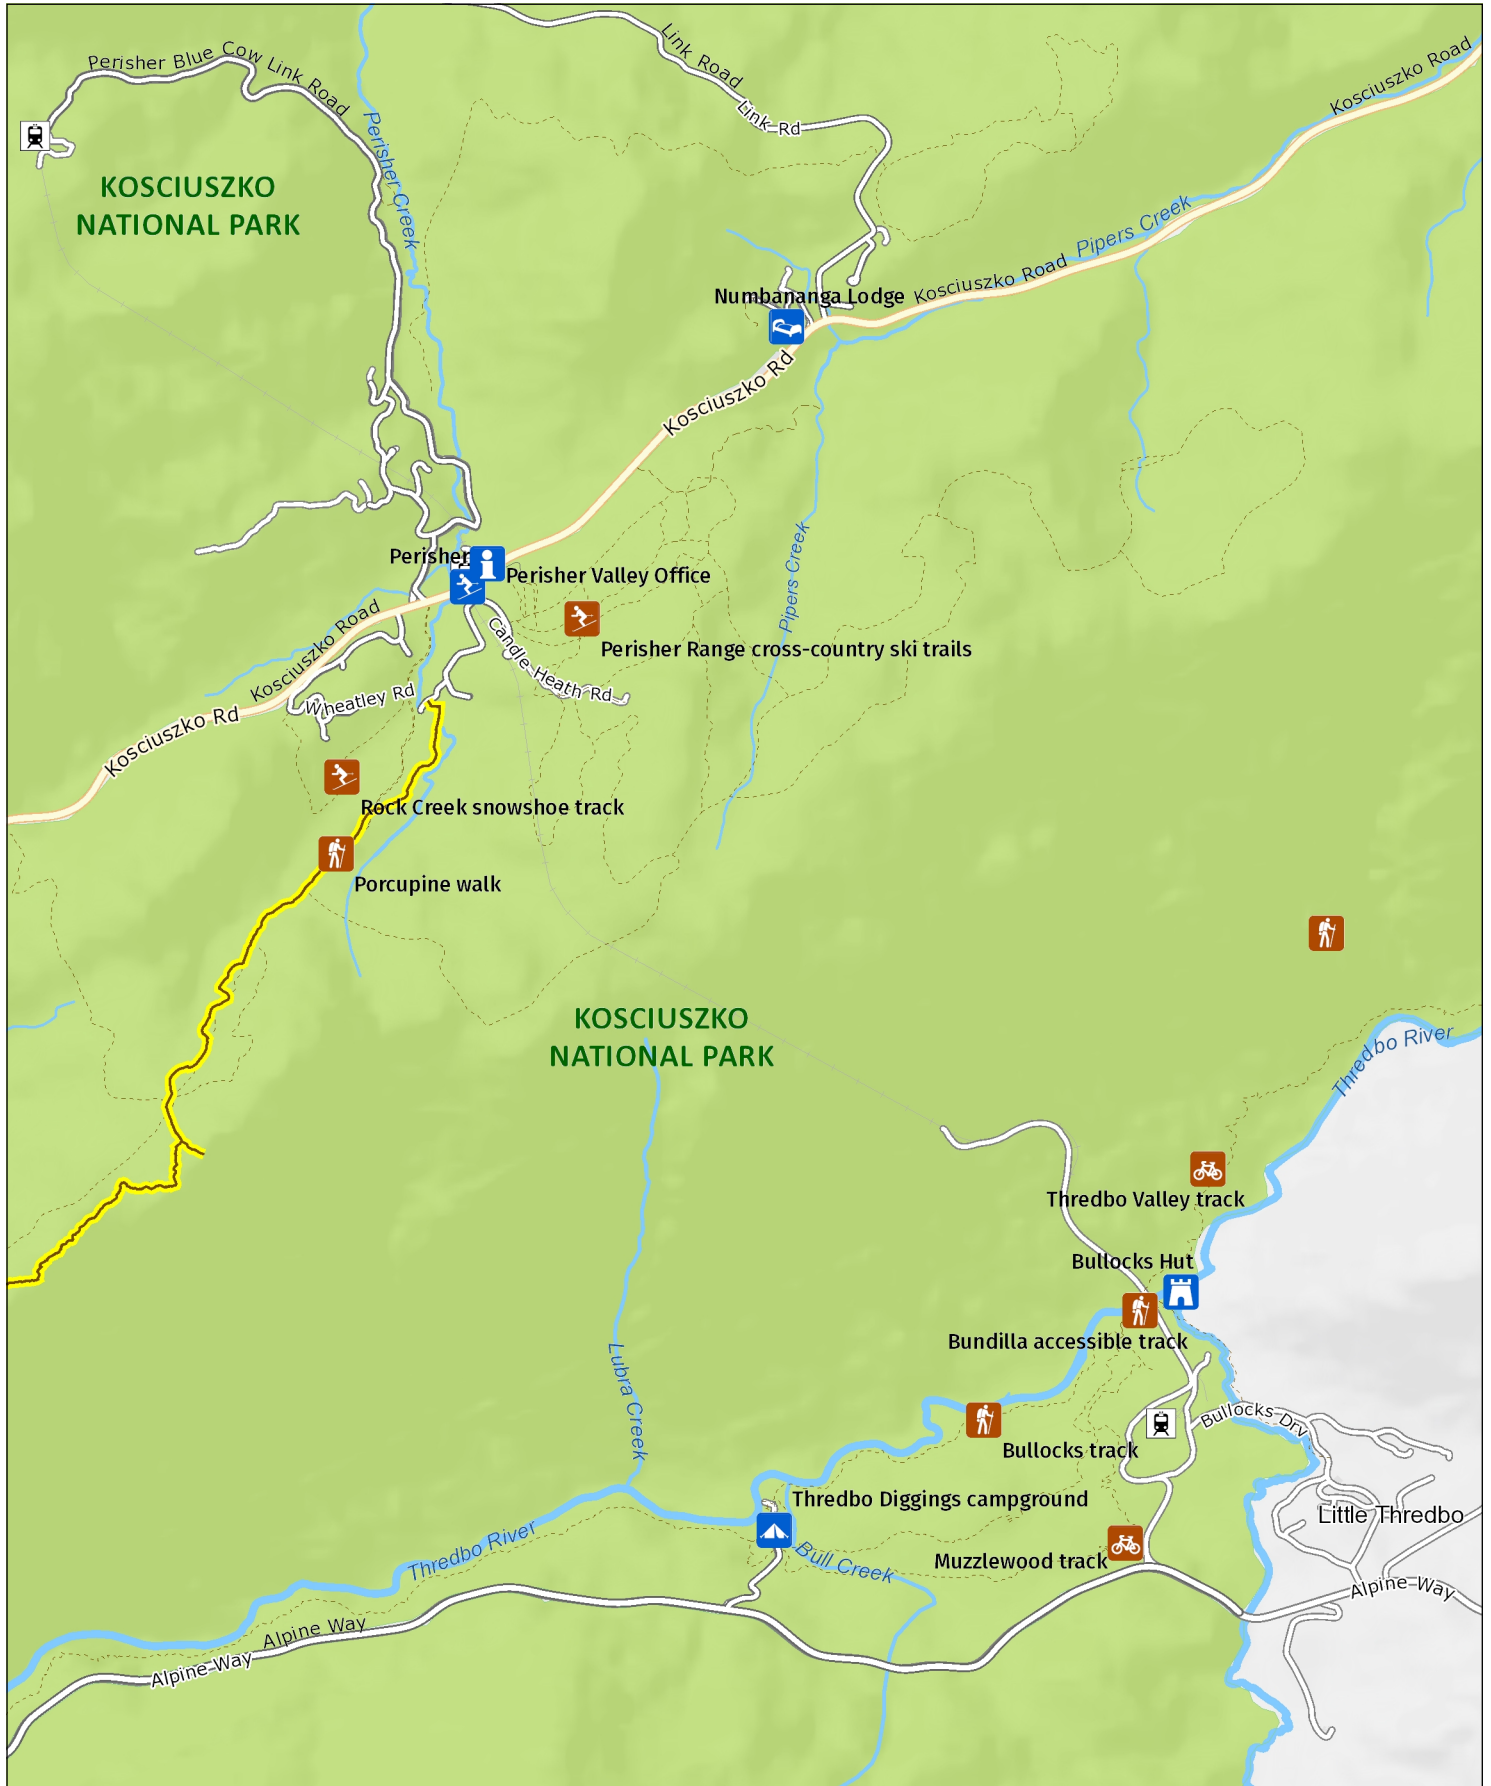 Perisher Blue Cow Link Road
Link Road
Link Rd
Kosciuszko Road
Perisher Creek
KOSCIUSZKO
NATIONAL PARK
Pipers Creek
Kosciuszko Road
Numbananga Lodge
Kosciuszko Rd
Pipers Creek
Perisher
Perisher Valley Office
Perisher Range cross-country ski trails
Candle Heath Rd
Kosciuszko Road
Wheatley Rd
Kosciuszko Rd
Rock Creek snowshoe track
Porcupine walk
KOSCIUSZKO
NATIONAL PARK
Thredbo River
Thredbo Valley track
Bullocks Hut
Bundilla accessible track
Lubra Creek
Bullocks Drv
Bullocks track
Thredbo Diggings campground
Little Thredbo
Thredbo River
Bull Creek
Muzzlewood track
Alpine Way
Alpine Way
Alpine Way